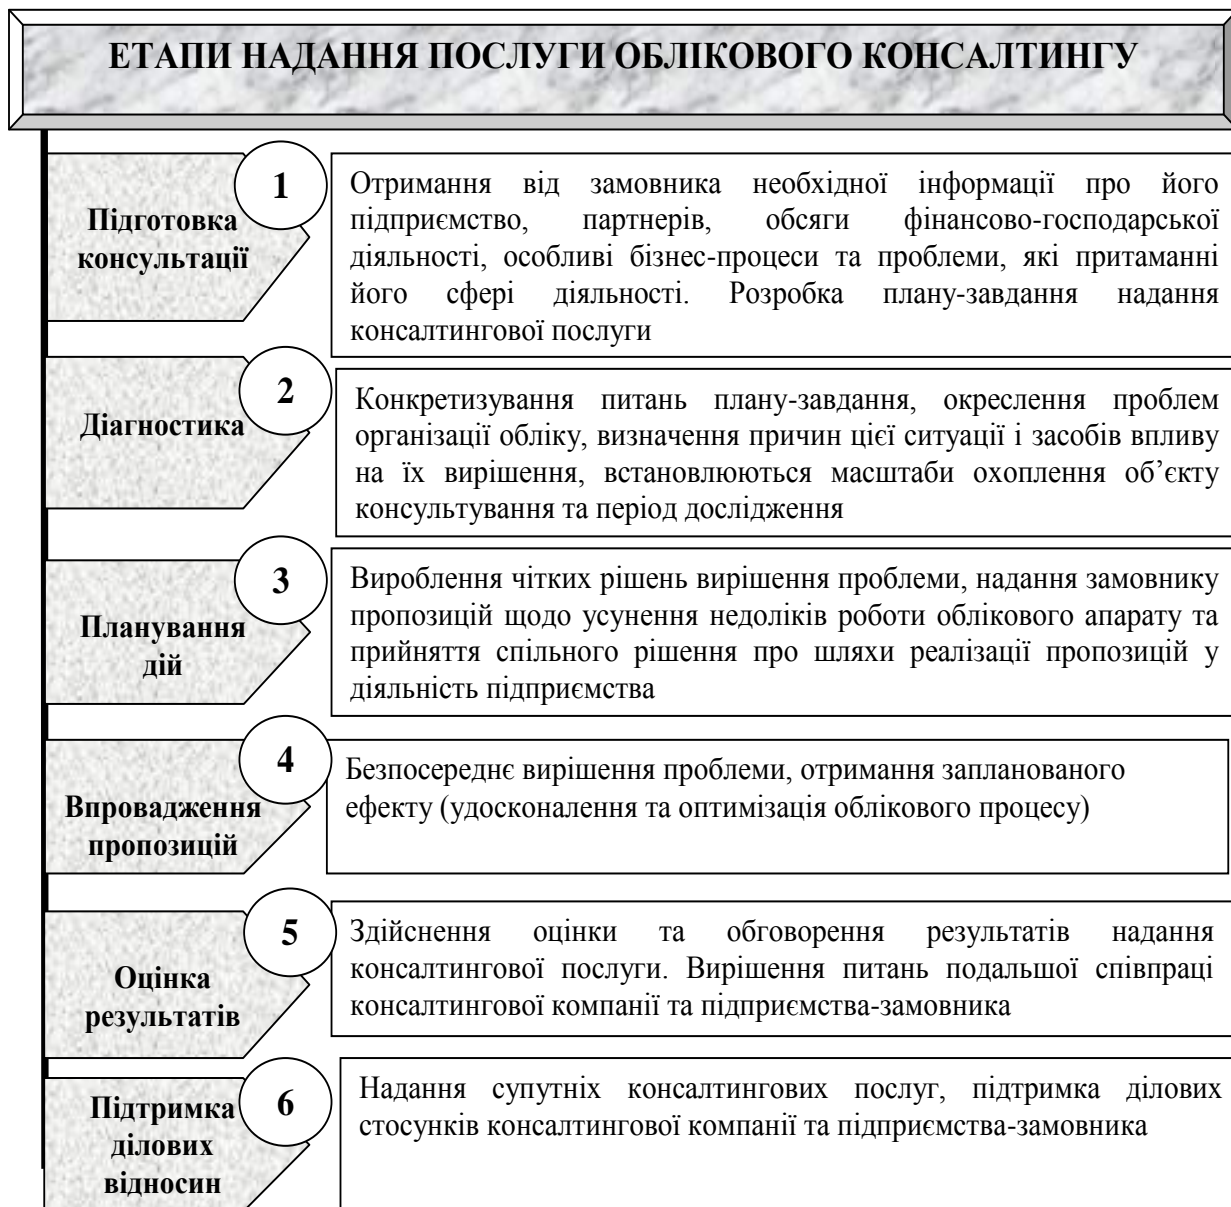 ЕТАПИ НАДАННЯ ПОСЛУГИ ОБЛІКОВОГО КОНСАЛТИНГУ
1
Підготовка
консультації
Отримання від замовника необхідної інформації про його
підприємство, партнерів, обсяги фінансово-господарської
діяльності, особливі бізнес-процеси та проблеми, які притаманні
його сфері діяльності. Розробка плану-завдання надання
консалтингової послуги
2
Діагностика
Конкретизування питань плану-завдання, окреслення проблем
організації обліку, визначення причин цієї ситуації і засобів впливу
на їх вирішення, встановлюються масштаби охоплення об’єкту
консультування та період дослідження
3
Планування
дій
Вироблення чітких рішень вирішення проблеми, надання замовнику
пропозицій щодо усунення недоліків роботи облікового апарату та
прийняття спільного рішення про шляхи реалізації пропозицій у
діяльність підприємства
4
Впровадження
пропозицій
Безпосереднє вирішення проблеми, отримання запланованого
ефекту (удосконалення та оптимізація облікового процесу)
5
Оцінка
результатів
Здійснення оцінки та обговорення результатів надання
консалтингової послуги. Вирішення питань подальшої співпраці
консалтингової компанії та підприємства-замовника
6
Підтримка
ділових
відносин
Надання супутніх консалтингових послуг, підтримка ділових
стосунків консалтингової компанії та підприємства-замовника